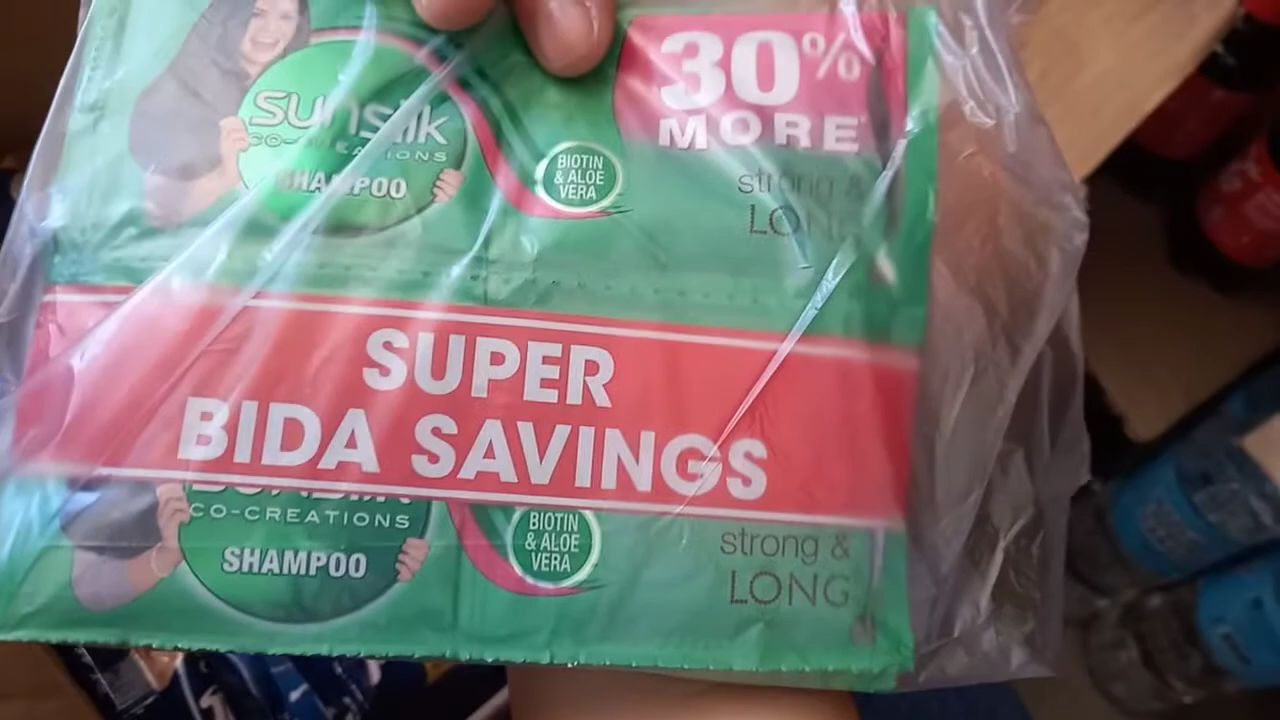 sunsilk
CO-CREATIONS
SHAMPOO
BIOTIN
& ALOE
VERA
30%
MORE
strong &
LONG
SUPER
BIDA SAVINGS
sunsilk
CO-CREATIONS
SHAMPOO
BIOTIN
& ALOE
VERA
strong &
LONG